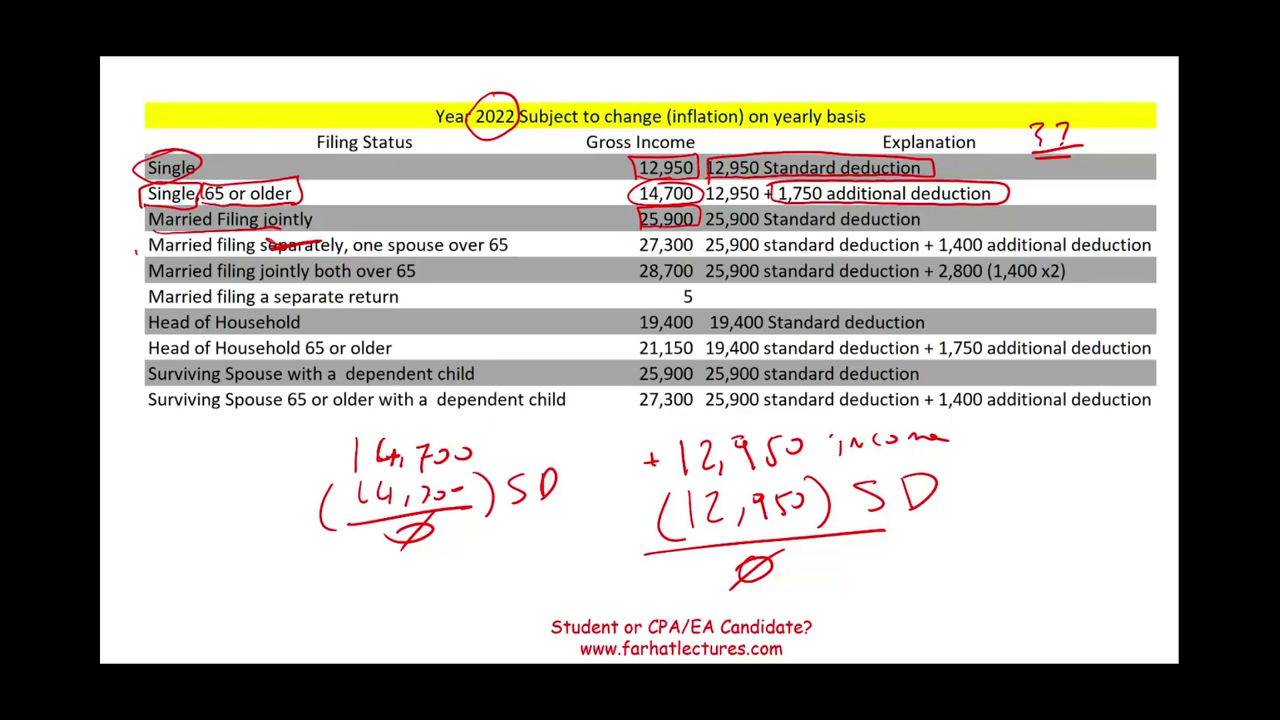 Year 2022 Subject to change (inflation) on yearly basis
Filing Status Gross Income Explanation
??
Single 12,950 12,950 Standard deduction
Single 65 or older 14,700 12,950 + 1,750 additional deduction
Married Filing jointly 25,900 25,900 Standard deduction
Married filing separately, one spouse over 65 27,300 25,900 standard deduction + 1,400 additional deduction
Married filing jointly both over 65 28,700 25,900 standard deduction + 2,800 (1,400 x2)
Married filing a separate return 5
Head of Household 19,400 19,400 Standard deduction
Head of Household 65 or older 21,150 19,400 standard deduction + 1,750 additional deduction
Surviving Spouse with a dependent child 25,900 25,900 standard deduction
Surviving Spouse 65 or older with a dependent child 27,300 25,900 standard deduction + 1,400 additional deduction
14,700 + 12,950 income
(14,700) SD (12,950) SD
0 0
Student or CPA/EA Candidate?
www.farhatlectures.com